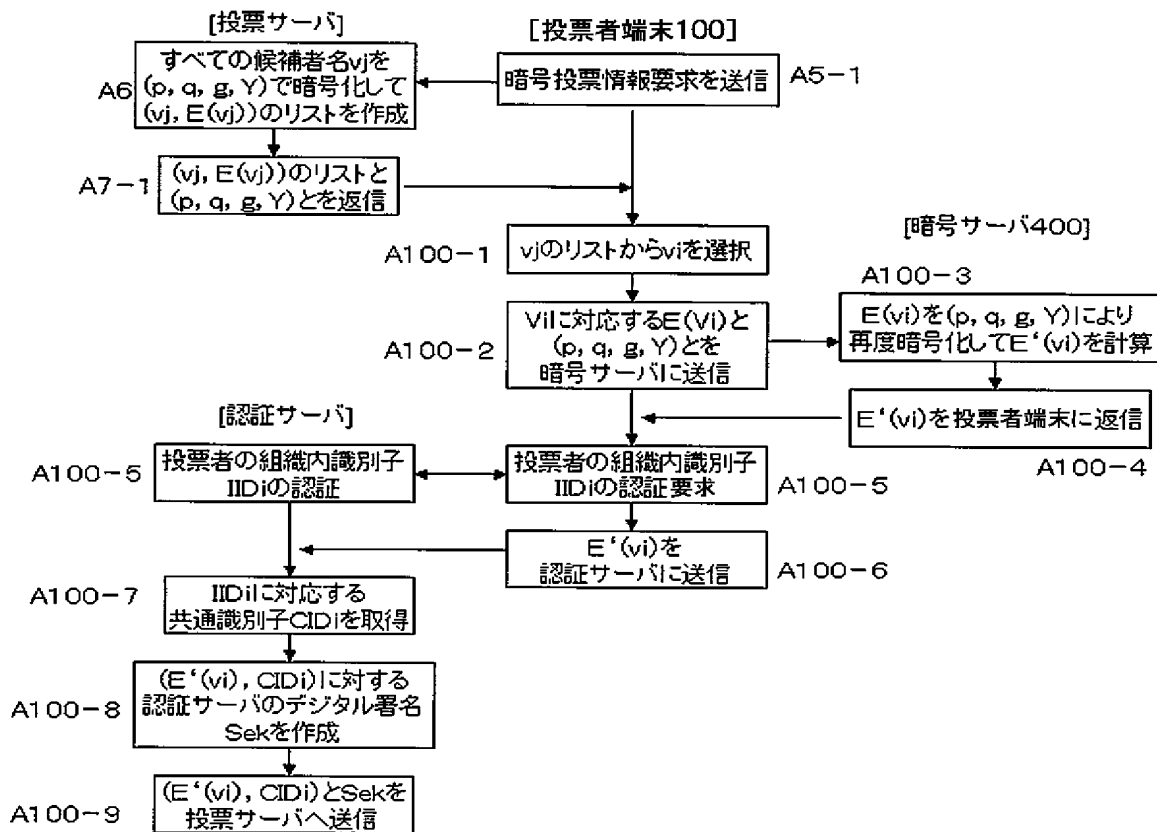 [投票サーバ]
[投票者端末100]
すべての候補者名vjを
(p, q, g, Y)で暗号化して
(vj, E(vj))のリストを作成
A6
暗号投票情報要求を送信
A5-1
(vj, E(vj))のリストと
(p, q, g, Y)とを返信
A7-1
vjのリストからviを選択
A100-1
[暗号サーバ400]
A100-3
Viに対応するE(Vi)と
(p, q, g, Y)とを
暗号サーバに送信
A100-2
E(vi)を(p, q, g, Y)により
再度暗号化してE'(vi)を計算
E'(vi)を投票者端末に返信
A100-4
[認証サーバ]
A100-5
投票者の組織内識別子
IIDiの認証
投票者の組織内識別子
IIDiの認証要求
A100-5
E'(vi)を
認証サーバに送信
A100-6
A100-7
IIDiに対応する
共通識別子CIDiを取得
A100-8
(E'(vi), CIDi)に対する
認証サーバのデジタル署名
Sekを作成
A100-9
(E'(vi), CIDi)とSekを
投票サーバへ送信